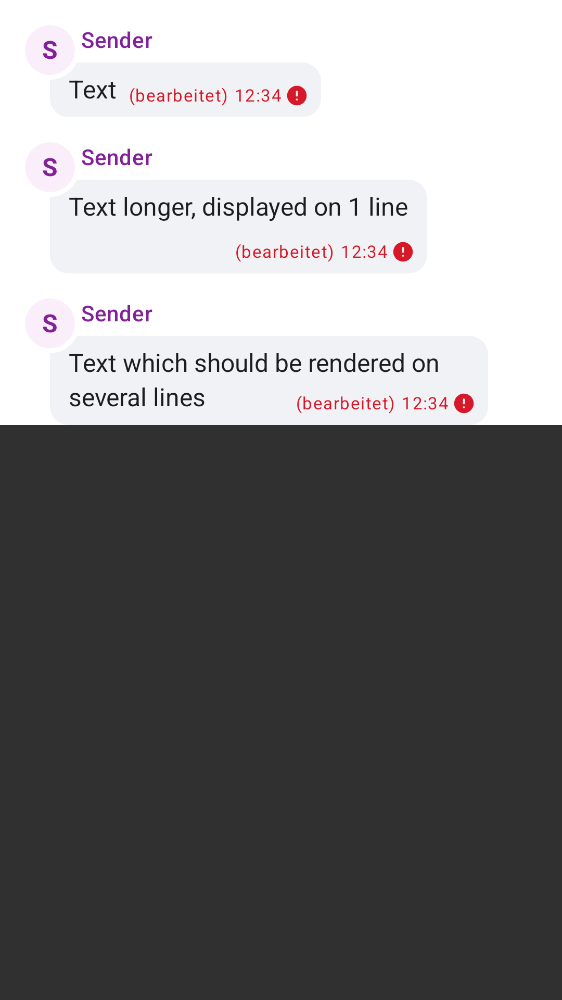 S Sender
Text (bearbeitet) 12:34
S Sender
Text longer, displayed on 1 line
(bearbeitet) 12:34
S Sender
Text which should be rendered on
several lines (bearbeitet) 12:34